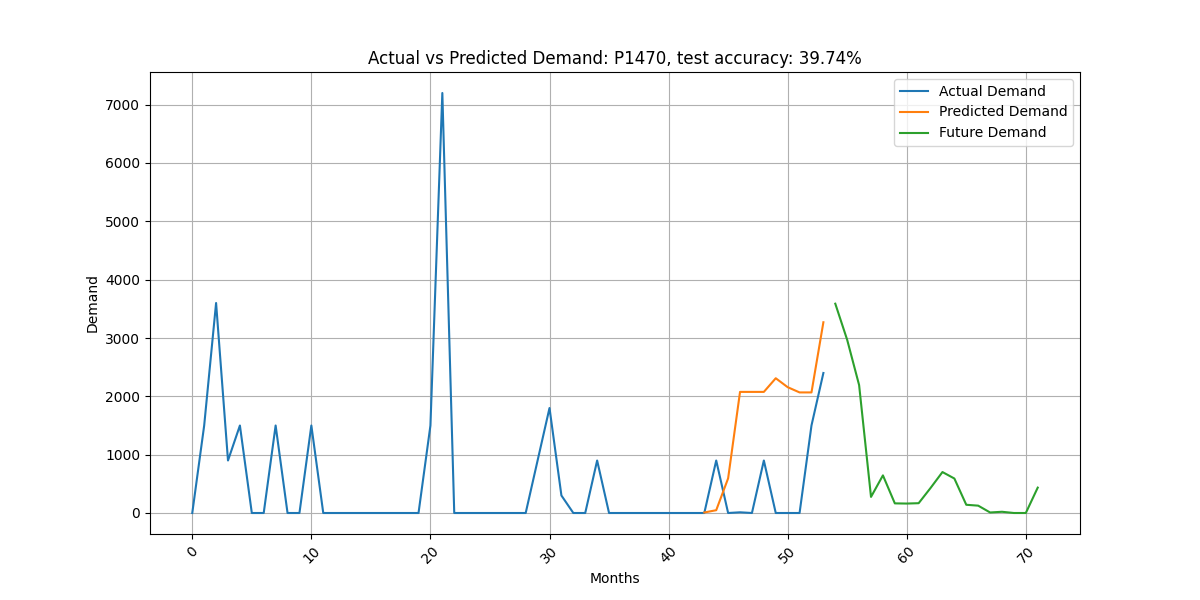 Actual vs Predicted Demand: P1470, test accuracy: 39.74%
Actual Demand
Predicted Demand
Future Demand
Demand
7000
6000
5000
4000
3000
2000
1000
0
0 10 20 30 40 50 60 70
Months